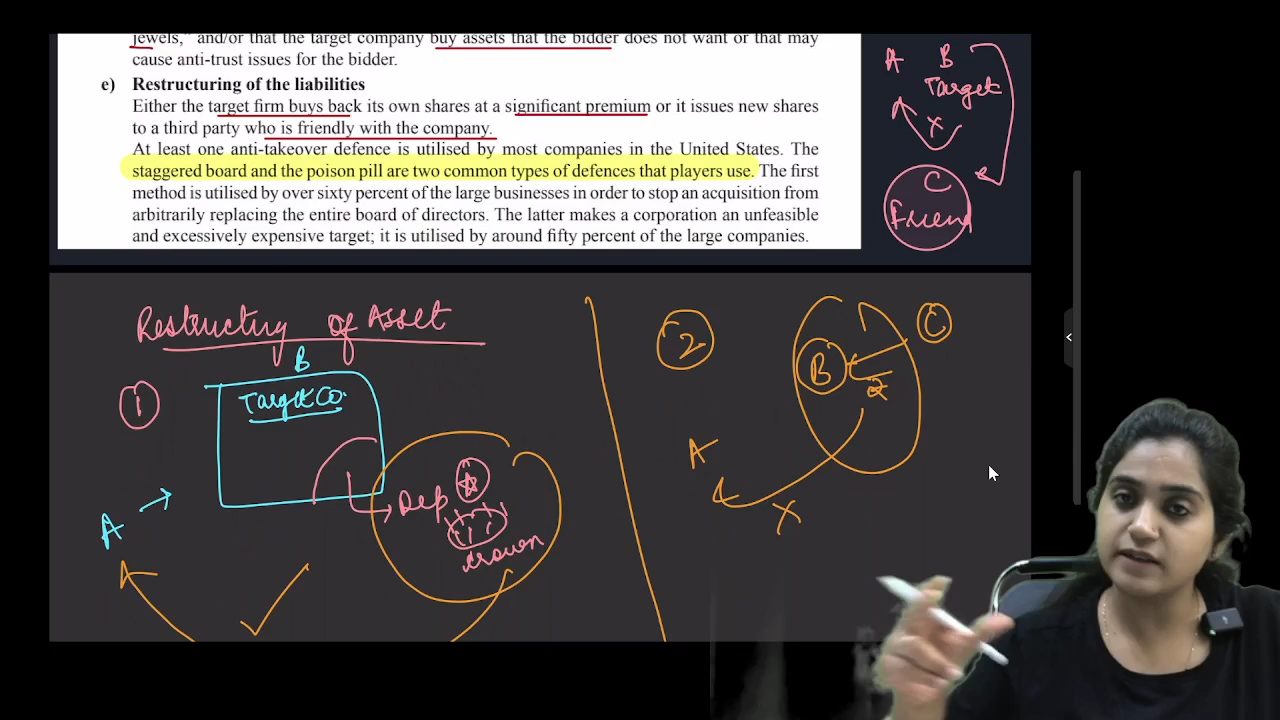 jewels,” and/or that the target company buy assets that the bidder does not want or that may
cause anti-trust issues for the bidder.
e) Restructuring of the liabilities
Either the target firm buys back its own shares at a significant premium or it issues new shares
to a third party who is friendly with the company.
At least one anti-takeover defence is utilised by most companies in the United States. The
staggered board and the poison pill are two common types of defences that players use. The first
method is utilised by over sixty percent of the large businesses in order to stop an acquisition from
arbitrarily replacing the entire board of directors. The latter makes a corporation an unfeasible
and excessively expensive target; it is utilised by around fifty percent of the large companies.
A B
Target
X
C
Friend
Restructing of Asset
1
B
Target Co.
A
Dep
crown
2
C
B
A
X